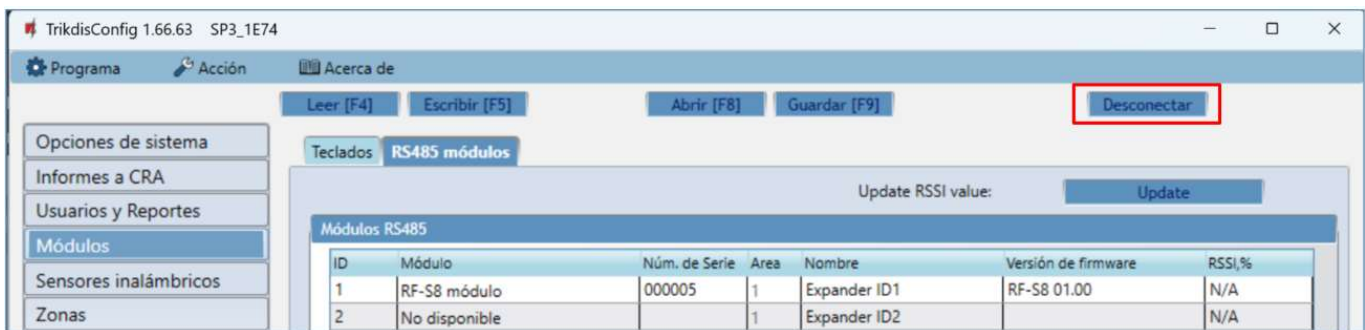 TrikdisConfig 1.66.63 SP3_1E74
Programa Acción Acerca de
Leer [F4] Escribir [F5] Abrir [F8] Guardar [F9] Desconectar
Opciones de sistema
Informes a CRA
Usuarios y Reportes
Módulos
Sensores inalámbricos
Zonas
Teclados RS485 módulos
Update RSSI value: Update
Módulos RS485
ID Módulo Núm. de Serie Area Nombre Versión de firmware RSSI,%
1 RF-S8 módulo 000005 1 Expander ID1 RF-S8 01.00 N/A
2 No disponible 1 Expander ID2 N/A